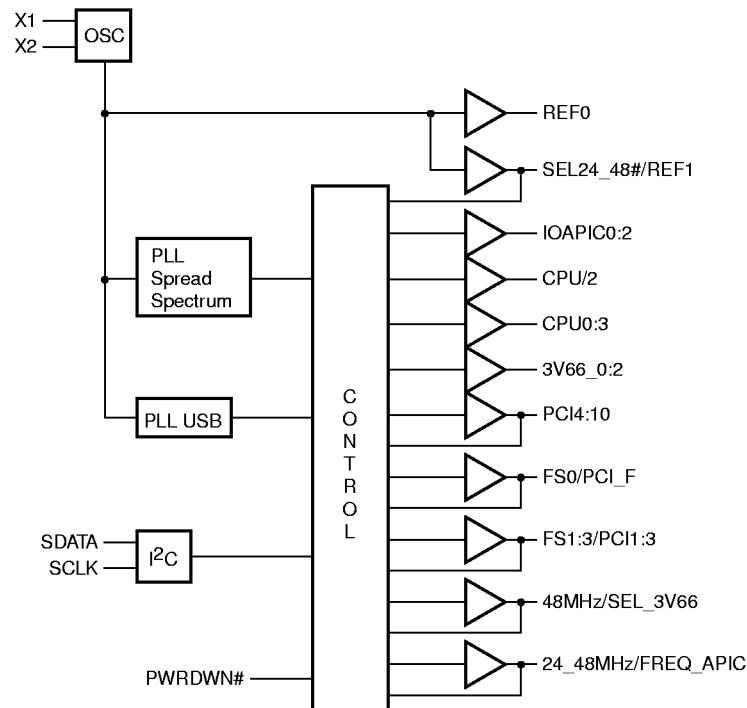 X1
X2
OSC
REF0
SEL24_48#/REF1
IOAPIC0:2
PLL
Spread
Spectrum
CPU/2
CPU0:3
3V66_0:2
PLL USB
CONTROL
PCI4:10
FS0/PCI_F
SDATA
SCLK
I²C
FS1:3/PCI1:3
48MHz/SEL_3V66
PWRDWN#
24_48MHz/FREQ_APIC